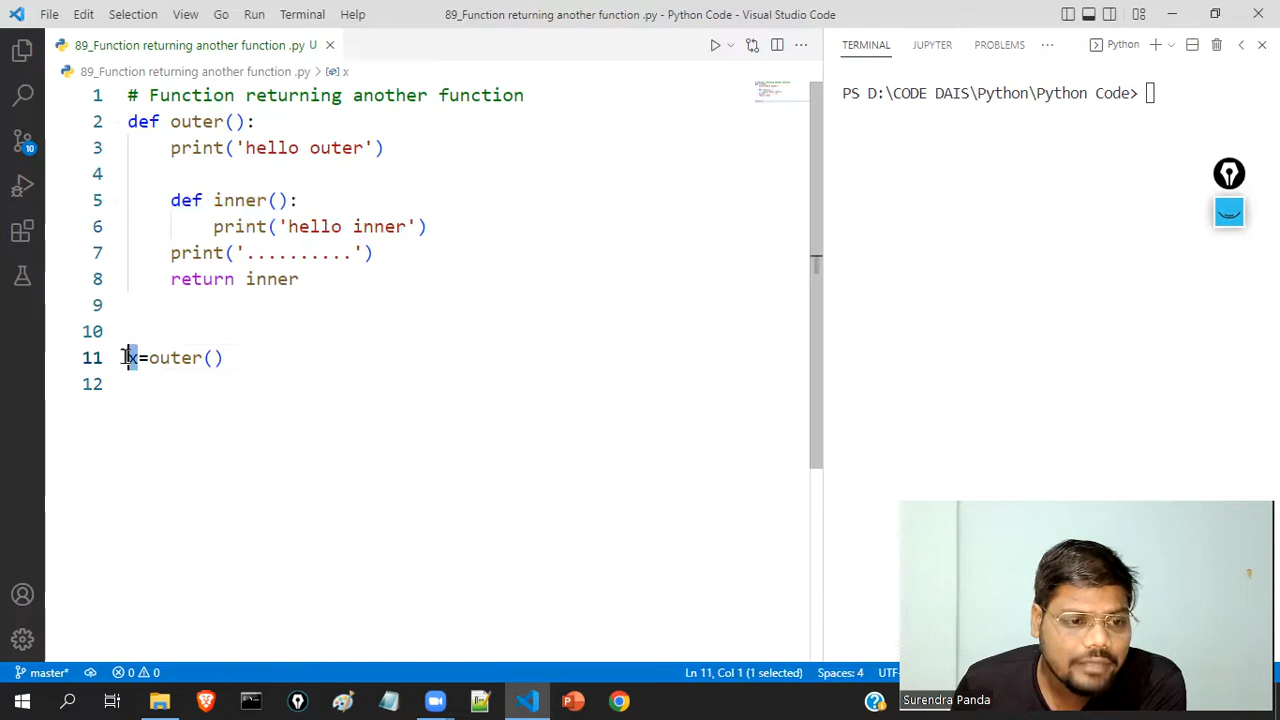 File Edit Selection View Go Run Terminal Help
89_Function returning another function .py - Python Code - Visual Studio Code
89_Function returning another function .py U
TERMINAL JUPYTER PROBLEMS
Python
89_Function returning another function .py > x
1 # Function returning another function
2 def outer():
3 print('hello outer')
4
5 def inner():
6 print('hello inner')
7 print('..........')
8 return inner
9
10
11 x=outer()
12
PS D:\CODE DAIS\Python\Python Code>
10
master*
0 0
Ln 11, Col 1 (1 selected)
Spaces: 4
UTF-
Surendra Panda